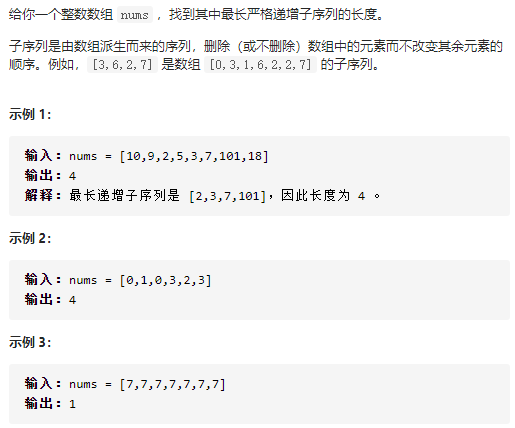 给你一个整数数组 nums ，找到其中最长严格递增子序列的长度。
子序列是由数组派生而来的序列，删除（或不删除）数组中的元素而不改变其余元素的
顺序。例如，[3,6,2,7] 是数组 [0,3,1,6,2,2,7] 的子序列。
示例 1：
输入：nums = [10,9,2,5,3,7,101,18]
输出：4
解释：最长递增子序列是 [2,3,7,101]，因此长度为 4 。
示例 2：
输入：nums = [0,1,0,3,2,3]
输出：4
示例 3：
输入：nums = [7,7,7,7,7,7,7]
输出：1